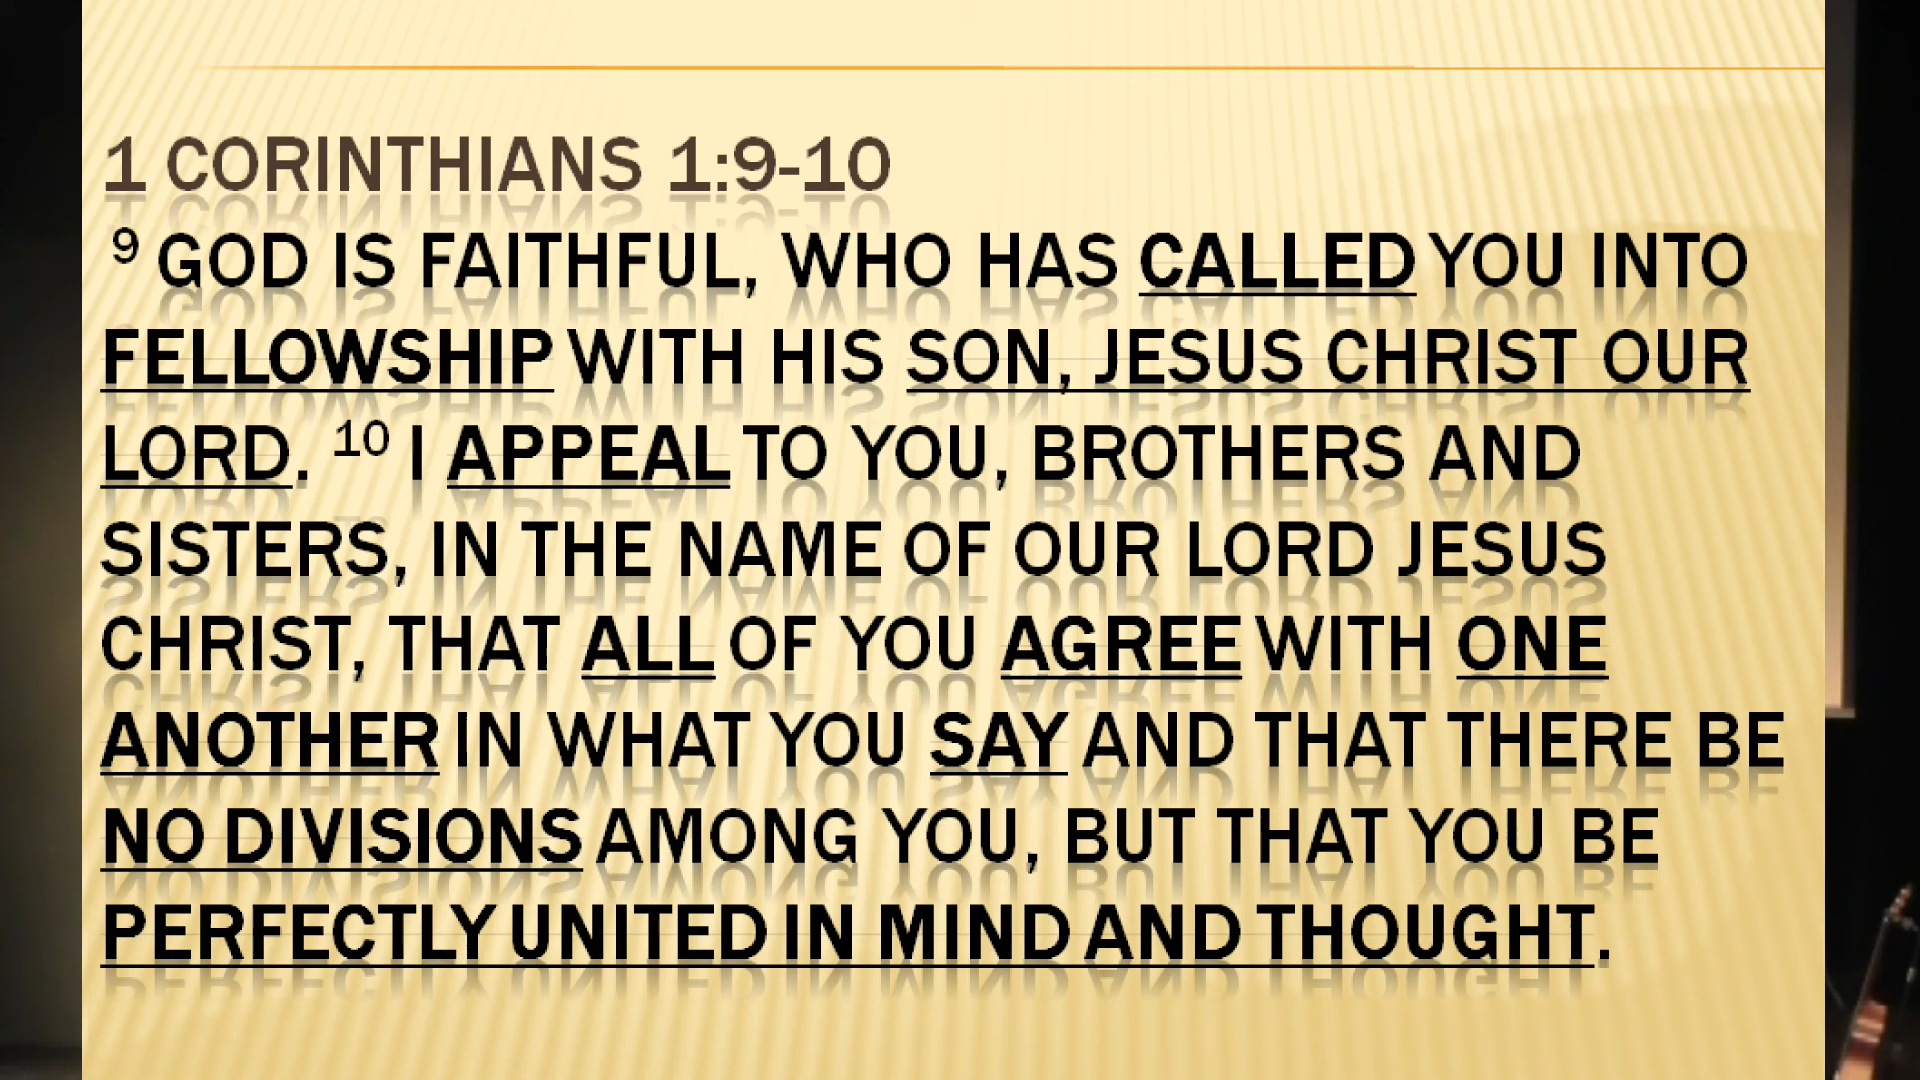 1 CORINTHIANS 1:9-10
9 GOD IS FAITHFUL, WHO HAS CALLED YOU INTO
FELLOWSHIP WITH HIS SON, JESUS CHRIST OUR
LORD. 10 I APPEAL TO YOU, BROTHERS AND
SISTERS, IN THE NAME OF OUR LORD JESUS
CHRIST, THAT ALL OF YOU AGREE WITH ONE
ANOTHER IN WHAT YOU SAY AND THAT THERE BE
NO DIVISIONS AMONG YOU, BUT THAT YOU BE
PERFECTLY UNITED IN MIND AND THOUGHT.